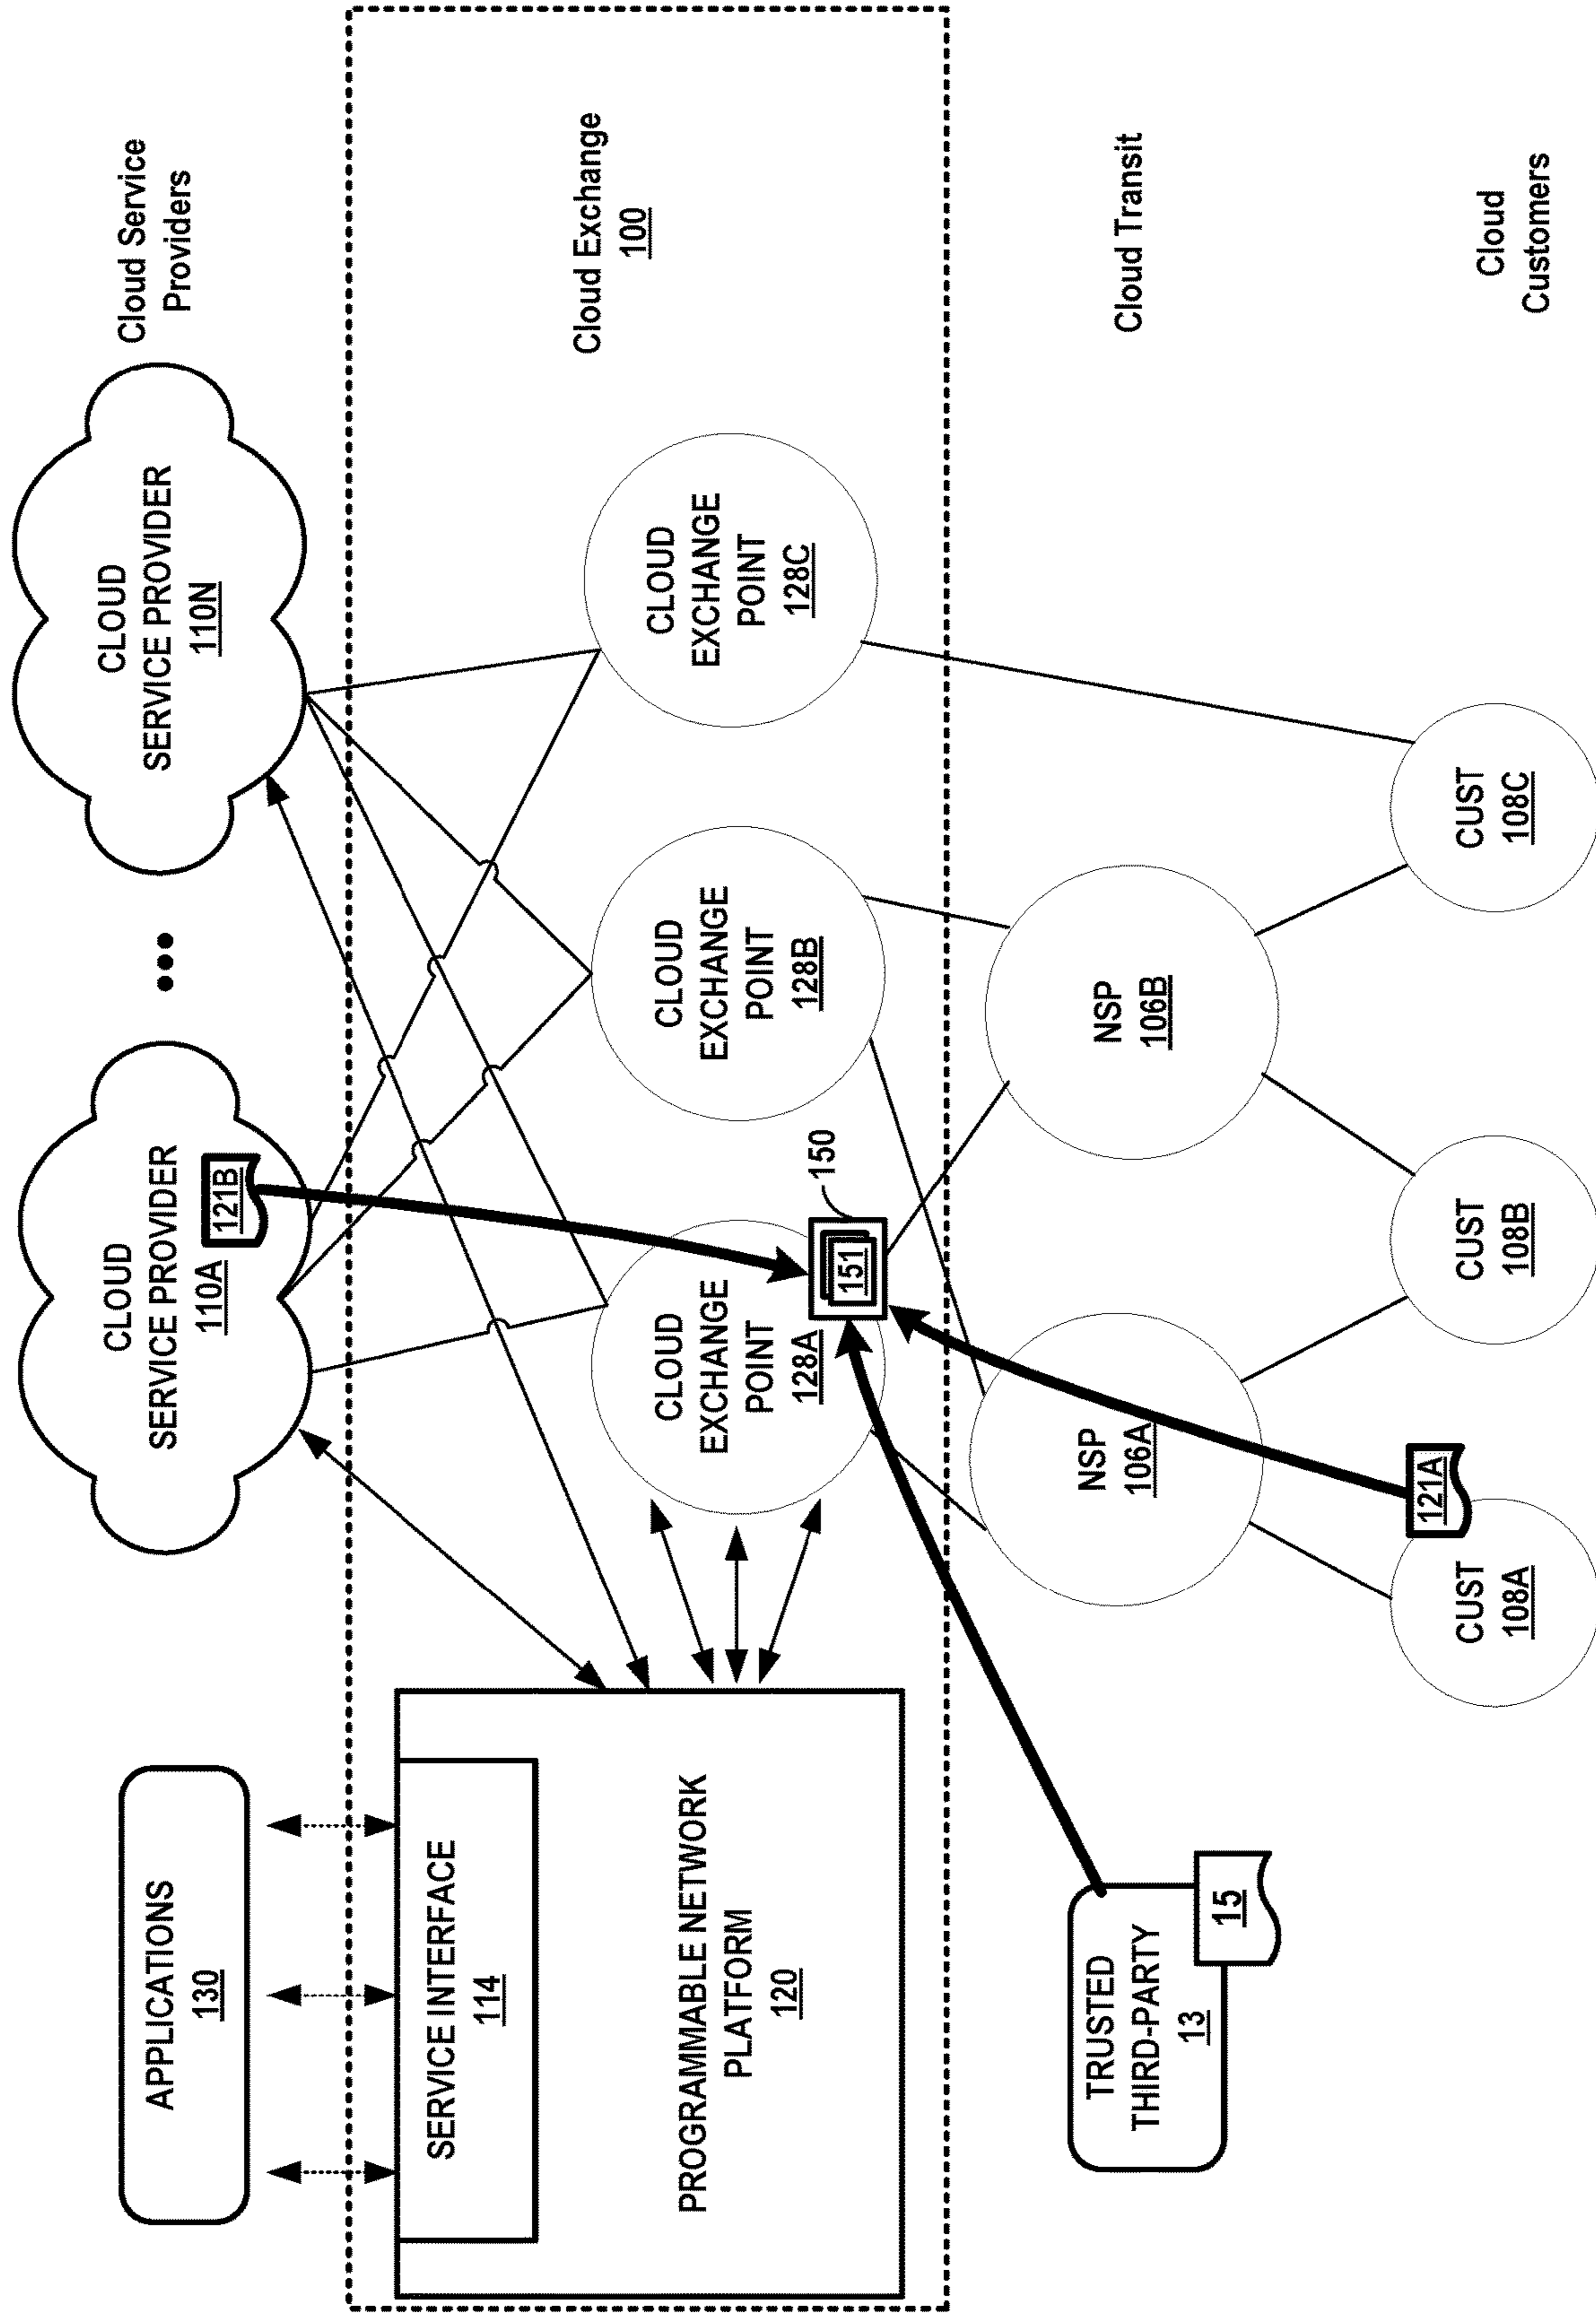 Cloud Service
Providers
CLOUD
SERVICE PROVIDER
110A
121B
•••
CLOUD
SERVICE PROVIDER
110N
APPLICATIONS
130
Cloud Exchange
100
SERVICE INTERFACE
114
PROGRAMMABLE NETWORK
PLATFORM
120
CLOUD
EXCHANGE
POINT
128A
150
151
CLOUD
EXCHANGE
POINT
128B
CLOUD
EXCHANGE
POINT
128C
Cloud Transit
TRUSTED
THIRD-PARTY
13
15
NSP
106A
NSP
106B
Cloud
Customers
CUST
108A
121A
CUST
108B
CUST
108C